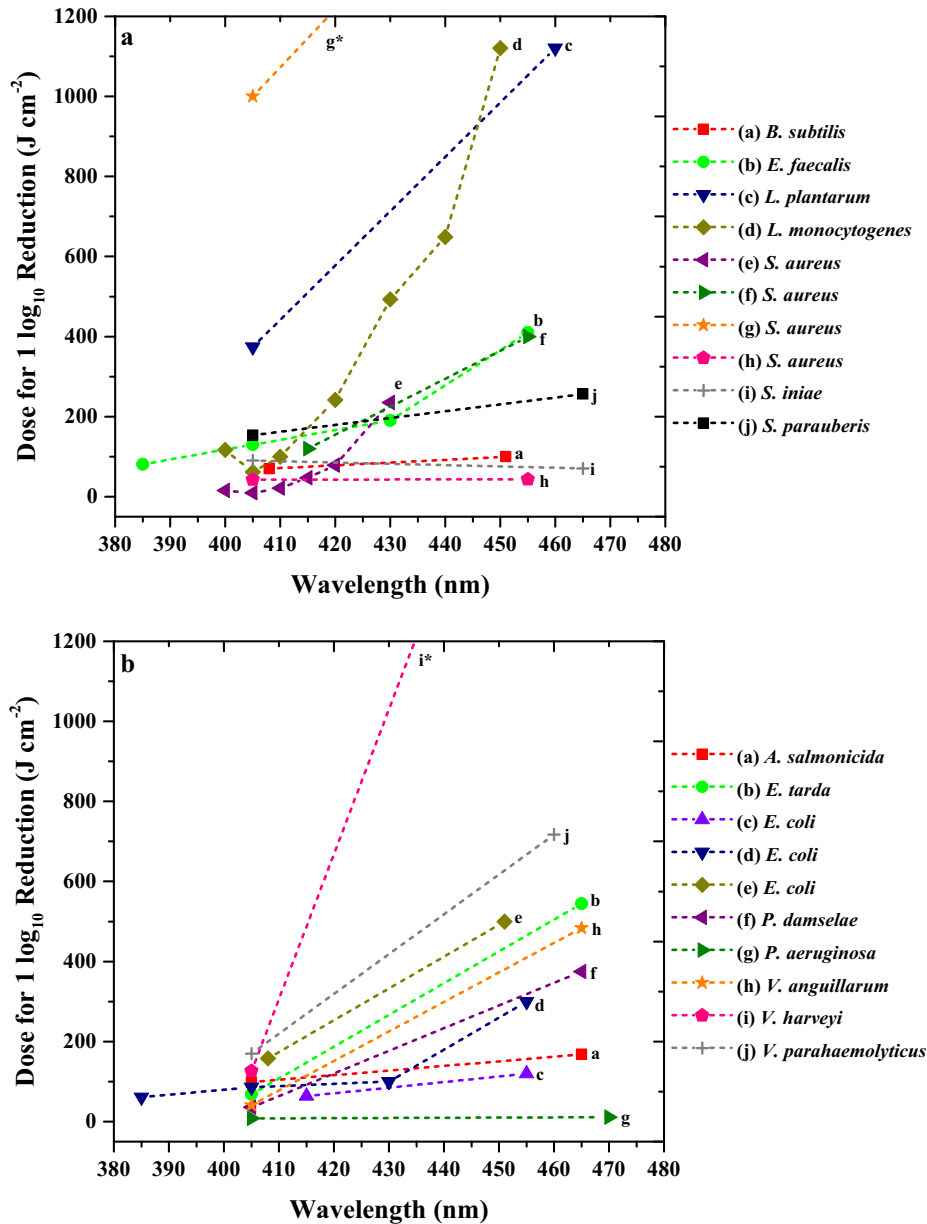 a
1200
1000
800
600
400
200
0
380 390 400 410 420 430 440 450 460 470 480
Wavelength (nm)
Dose for 1 log10 Reduction (J cm-2)
g*
d
c
b
f
e
j
a
i
h
(a) B. subtilis
(b) E. faecalis
(c) L. plantarum
(d) L. monocytogenes
(e) S. aureus
(f) S. aureus
(g) S. aureus
(h) S. aureus
(i) S. iniae
(j) S. parauberis
b
1200
1000
800
600
400
200
0
380 390 400 410 420 430 440 450 460 470 480
Wavelength (nm)
Dose for 1 log10 Reduction (J cm-2)
i*
j
b
e
h
f
d
a
c
g
(a) A. salmonicida
(b) E. tarda
(c) E. coli
(d) E. coli
(e) E. coli
(f) P. damselae
(g) P. aeruginosa
(h) V. anguillarum
(i) V. harveyi
(j) V. parahaemolyticus